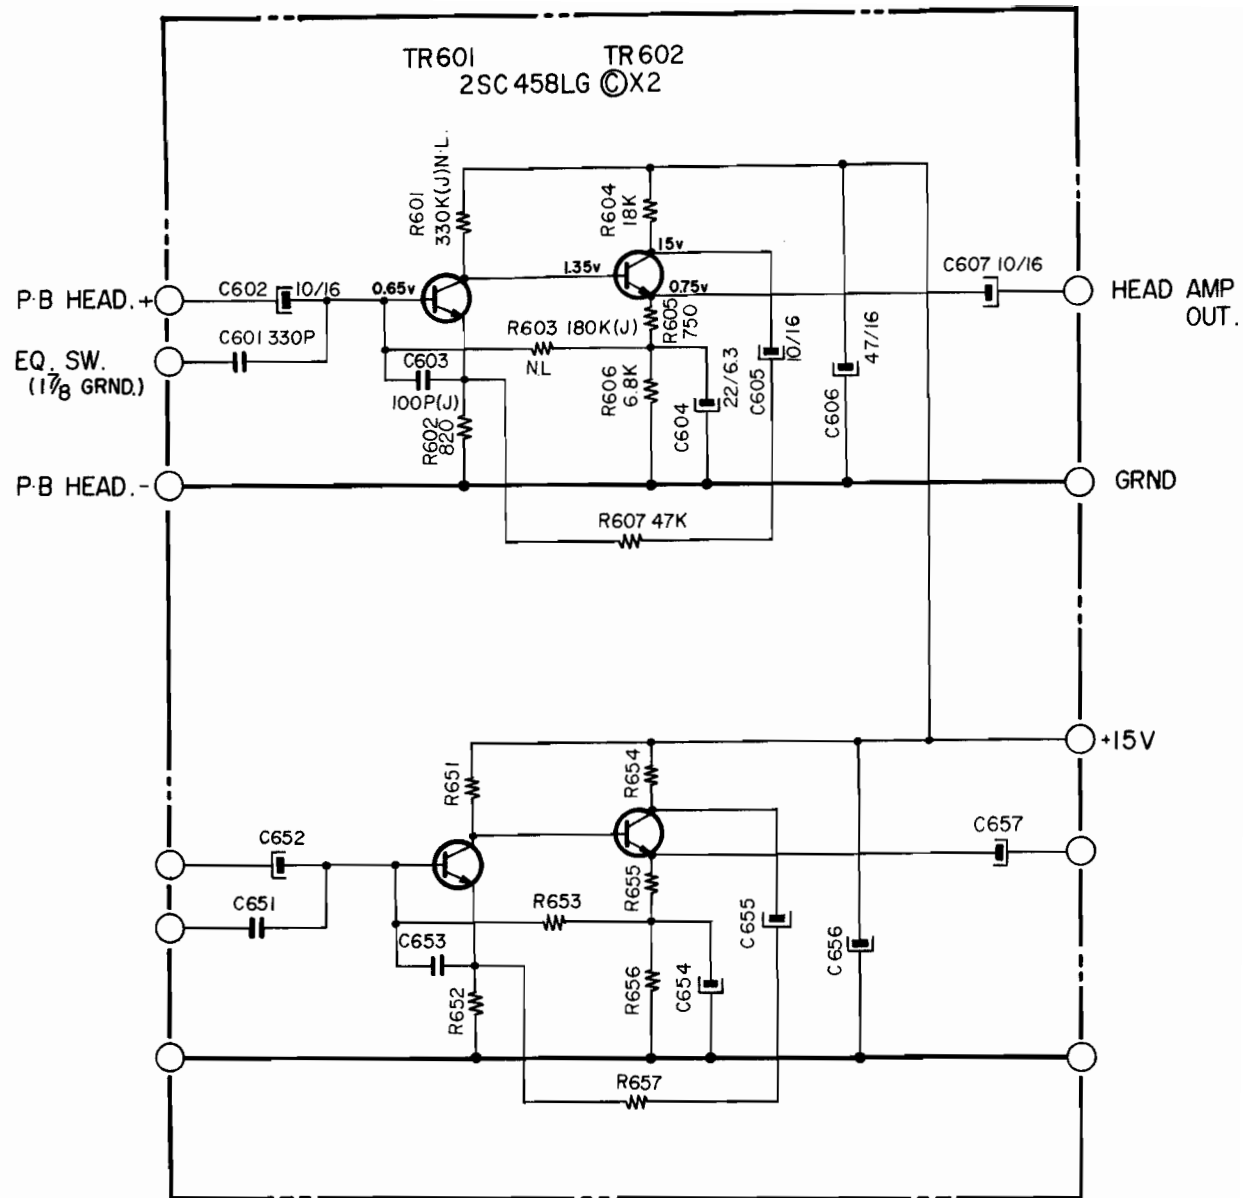 TR601 TR602
2SC458LG ©X2
R601
330K(J)N·L.
R604
18K
15v
1.35v
0.75v
0.65v
C602 10/16
C607 10/16
P·B HEAD.+
HEAD AMP
OUT.
C601 330P
EQ. SW.
(1 7/8 GRND.)
R603 180K(J)
N.L
R605
750
C603
100P(J)
R602
820
R606
6.8K
22/6.3
C604
10/16
C605
47/16
C606
P·B HEAD.-
GRND
R607 47K
+15V
R651
R654
C652
C657
C651
R653
R655
C653
C655
C656
R652
R656
C654
R657